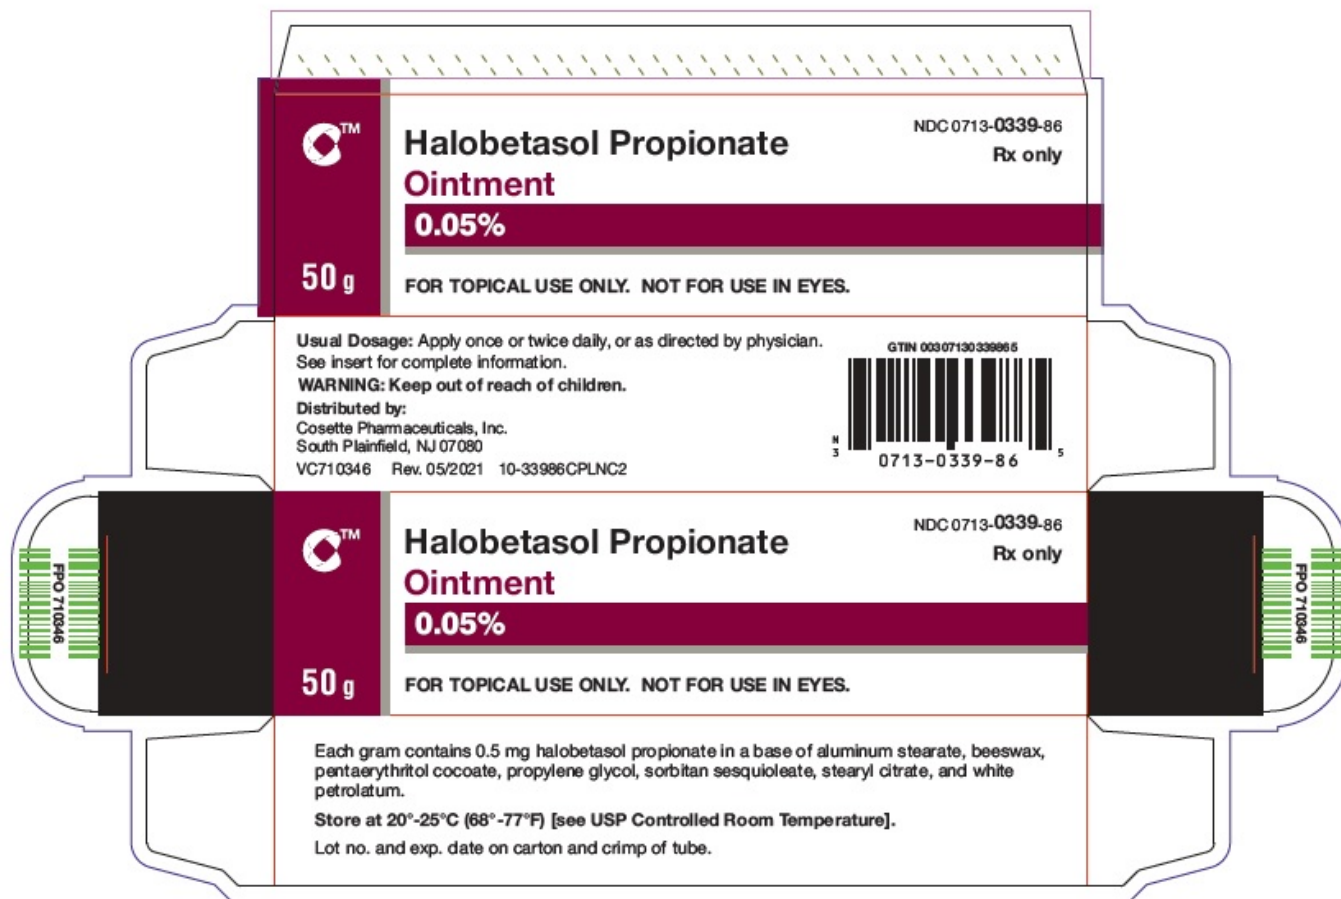 TM
Halobetasol Propionate
Ointment
0.05%
NDC 0713-0339-86
Rx only
50 g
FOR TOPICAL USE ONLY. NOT FOR USE IN EYES.
Usual Dosage: Apply once or twice daily, or as directed by physician.
See insert for complete information.
WARNING: Keep out of reach of children.
Distributed by:
Cosette Pharmaceuticals, Inc.
South Plainfield, NJ 07080
VC710346 Rev. 05/2021 10-33986CPLNC2
GTIN 00307130339865
N
3
0713-0339-86
5
FPO 710346
TM
Halobetasol Propionate
Ointment
0.05%
NDC 0713-0339-86
Rx only
50 g
FOR TOPICAL USE ONLY. NOT FOR USE IN EYES.
FPO 710346
Each gram contains 0.5 mg halobetasol propionate in a base of aluminum stearate, beeswax,
pentaerythritol cocoate, propylene glycol, sorbitan sesquioleate, stearyl citrate, and white
petrolatum.
Store at 20°-25°C (68°-77°F) [see USP Controlled Room Temperature].
Lot no. and exp. date on carton and crimp of tube.